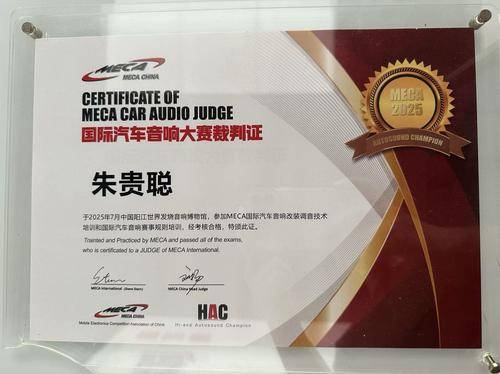 MECA
MECA CHINA
CERTIFICATE OF
MECA CAR AUDIO JUDGE
国际汽车音响大赛裁判证
MECA
2025
AUTOSOUND CHAMPION
朱贵聪
于2025年7月中国阳江世界发烧音响博物馆，参加MECA国际汽车音响改装调音技术
培训和国际汽车音响赛事规则培训，经考核合格，特颁此证。
Trainted and Practiced by MECA and passed all of the exams,
who is certificated to a JUDGE of MECA International.
MECA International (Steve Stern)
MECA China Head Judge
MECA
MECA CHINA
Mobile Electronics Competition Association of China
HAC
Hi-end Autosound Champion